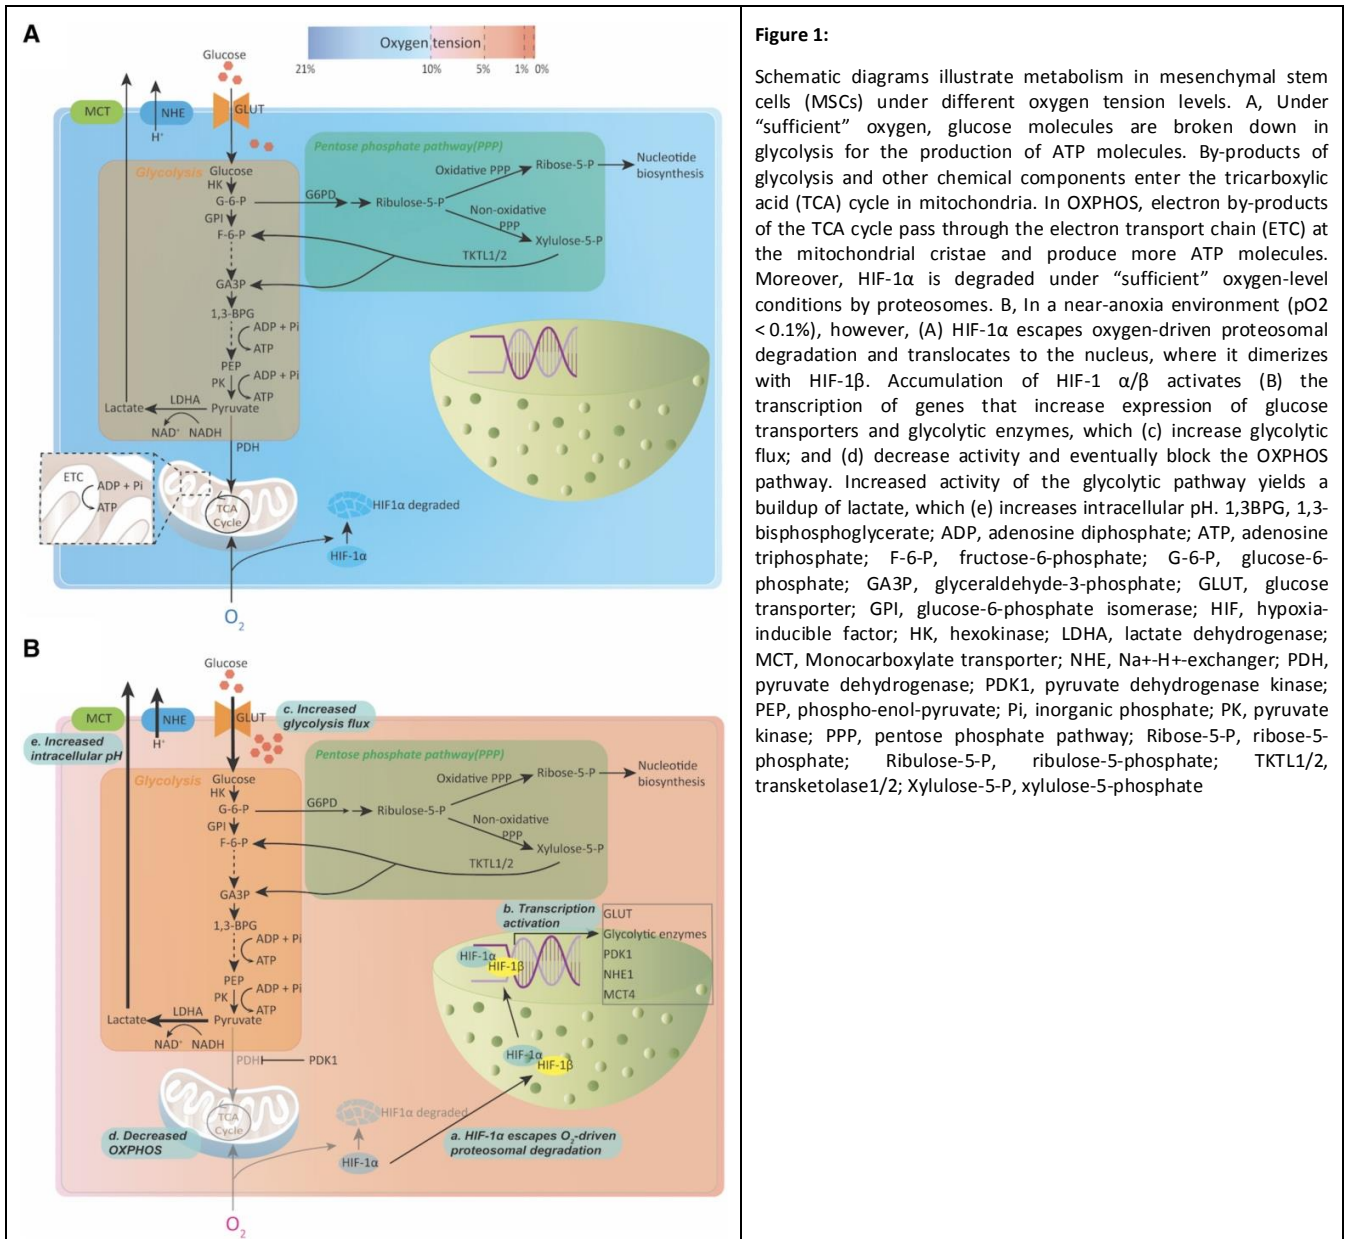 A
Oxygen tension
21% 10% 5% 1% 0%
Glucose
MCT
NHE
GLUT
H⁺
Pentose phosphate pathway(PPP)
Glycolysis
Glucose
HK
G-6-P
G6PD
Ribulose-5-P
Oxidative PPP
Ribose-5-P
Nucleotide
biosynthesis
Non-oxidative
PPP
Xylulose-5-P
TKTL1/2
GPI
F-6-P
GA3P
1,3-BPG
ADP + Pi
ATP
PEP
PK
ADP + Pi
ATP
LDHA
Lactate
Pyruvate
NAD⁺ NADH
PDH
ETC
ADP + Pi
ATP
TCA
Cycle
HIF1α degraded
HIF-1α
O₂
B
Glucose
MCT
NHE
GLUT
c. Increased
glycolysis flux
H⁺
e. Increased
intracellular pH
Pentose phosphate pathway(PPP)
Glycolysis
Glucose
HK
G-6-P
G6PD
Ribulose-5-P
Oxidative PPP
Ribose-5-P
Nucleotide
biosynthesis
Non-oxidative
PPP
Xylulose-5-P
TKTL1/2
GPI
F-6-P
GA3P
1,3-BPG
ADP + Pi
ATP
PEP
PK
ADP + Pi
ATP
LDHA
Lactate
Pyruvate
NAD⁺ NADH
PDH
PDK1
b. Transcription
activation
GLUT
Glycolytic enzymes
PDK1
NHE1
MCT4
HIF-1α
HIF-1β
HIF-1α
HIF-1β
TCA
Cycle
HIF1α degraded
HIF-1α
d. Decreased
OXPHOS
a. HIF-1α escapes O₂-driven
proteosomal degradation
O₂
Figure 1:
Schematic diagrams illustrate metabolism in mesenchymal stem
cells (MSCs) under different oxygen tension levels. A, Under
“sufficient” oxygen, glucose molecules are broken down in
glycolysis for the production of ATP molecules. By-products of
glycolysis and other chemical components enter the tricarboxylic
acid (TCA) cycle in mitochondria. In OXPHOS, electron by-products
of the TCA cycle pass through the electron transport chain (ETC) at
the mitochondrial cristae and produce more ATP molecules.
Moreover, HIF-1α is degraded under “sufficient” oxygen-level
conditions by proteosomes. B, In a near-anoxia environment (pO2
< 0.1%), however, (A) HIF-1α escapes oxygen-driven proteosomal
degradation and translocates to the nucleus, where it dimerizes
with HIF-1β. Accumulation of HIF-1 α/β activates (B) the
transcription of genes that increase expression of glucose
transporters and glycolytic enzymes, which (c) increase glycolytic
flux; and (d) decrease activity and eventually block the OXPHOS
pathway. Increased activity of the glycolytic pathway yields a
buildup of lactate, which (e) increases intracellular pH. 1,3BPG, 1,3-
bisphosphoglycerate; ADP, adenosine diphosphate; ATP, adenosine
triphosphate; F-6-P, fructose-6-phosphate; G-6-P, glucose-6-
phosphate; GA3P, glyceraldehyde-3-phosphate; GLUT, glucose
transporter; GPI, glucose-6-phosphate isomerase; HIF, hypoxia-
inducible factor; HK, hexokinase; LDHA, lactate dehydrogenase;
MCT, Monocarboxylate transporter; NHE, Na+-H+-exchanger; PDH,
pyruvate dehydrogenase; PDK1, pyruvate dehydrogenase kinase;
PEP, phospho-enol-pyruvate; Pi, inorganic phosphate; PK, pyruvate
kinase; PPP, pentose phosphate pathway; Ribose-5-P, ribose-5-
phosphate; Ribulose-5-P, ribulose-5-phosphate; TKTL1/2,
transketolase1/2; Xylulose-5-P, xylulose-5-phosphate